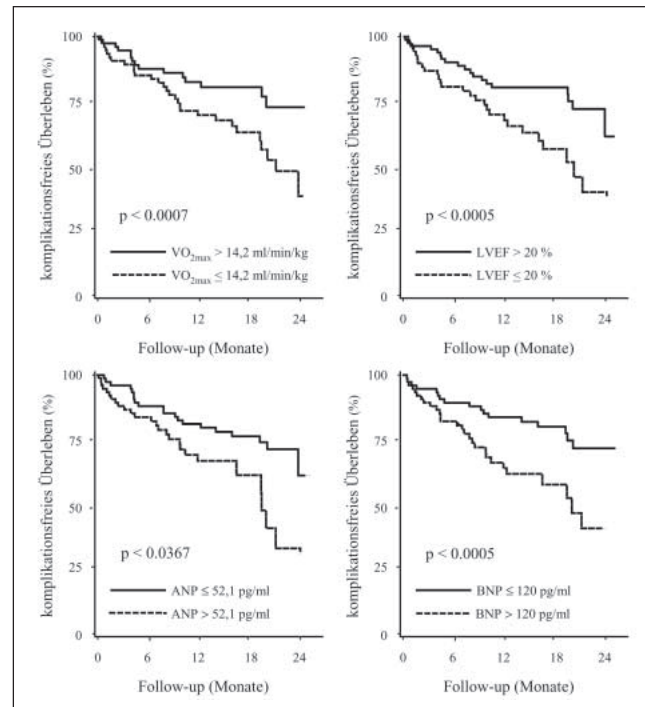 komplikationsfreies Überleben (%)
100
75
50
25
0
p < 0.0007
VO2max > 14,2 ml/min/kg
VO2max ≤ 14,2 ml/min/kg
0 6 12 18 24
Follow-up (Monate)
komplikationsfreies Überleben (%)
100
75
50
25
0
p < 0.0005
LVEF > 20 %
LVEF ≤ 20 %
0 6 12 18 24
Follow-up (Monate)
komplikationsfreies Überleben (%)
100
75
50
25
0
p < 0.0367
ANP ≤ 52,1 pg/ml
ANP > 52,1 pg/ml
0 6 12 18 24
Follow-up (Monate)
komplikationsfreies Überleben (%)
100
75
50
25
0
p < 0.0005
BNP ≤ 120 pg/ml
BNP > 120 pg/ml
0 6 12 18 24
Follow-up (Monate)